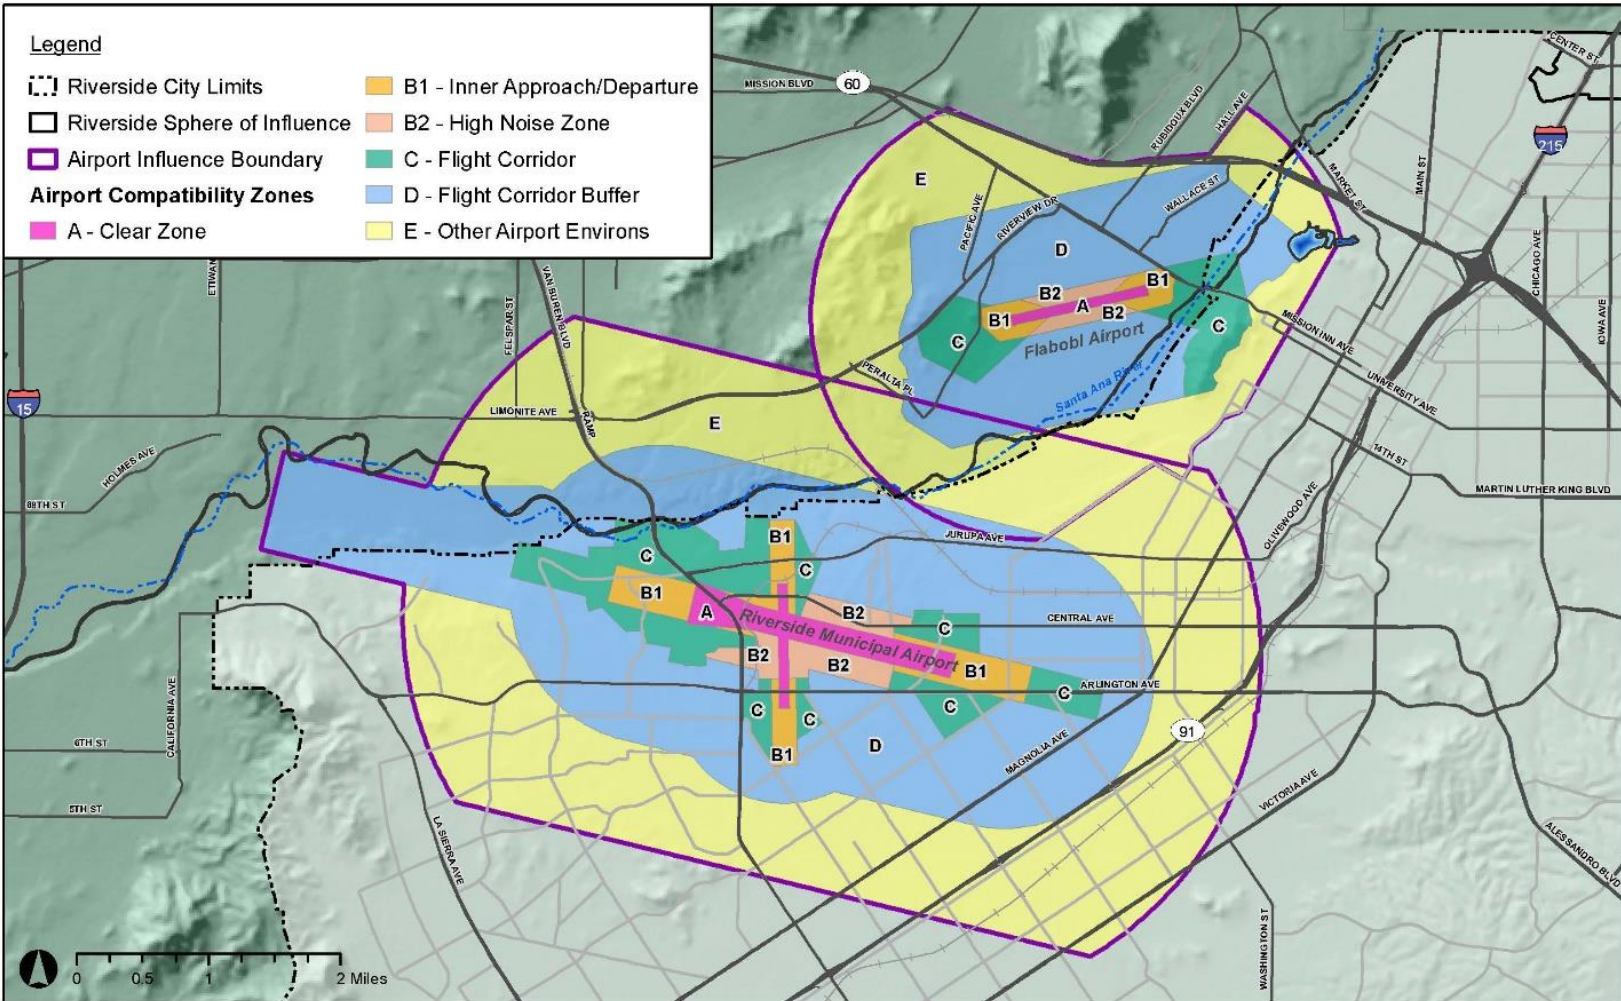 Legend
Riverside City Limits
Riverside Sphere of Influence
Airport Influence Boundary
Airport Compatibility Zones
A - Clear Zone
B1 - Inner Approach/Departure
B2 - High Noise Zone
C - Flight Corridor
D - Flight Corridor Buffer
E - Other Airport Environs
MISSION BLVD
60
RUBIDOUX BLVD
HALL AVE
CENTER ST
215
MAIN ST
MARKET ST
E
PACIFIC AVE
RIVERVIEW DR
WALLACE ST
D
CHICAGO AVE
IOWA AVE
ETIWAN
FELSPAR ST
VAN BUREN BLVD
B2
A
B1
B1
B2
C
C
Flabobl Airport
MISSION INN AVE
PERALTA PL
Santa Ana River
UNIVERSITY AVE
15
LIMONITE AVE
RAMP
E
14TH ST
HOLMES AVE
MARTIN LUTHER KING BLVD
68TH ST
OLIVEWOOD AVE
B1
JURUPA AVE
C
C
B1
A
B2
C
CENTRAL AVE
Riverside Municipal Airport
B2
B2
B1
C
ARLINGTON AVE
C
C
C
CALIFORNIA AVE
6TH ST
D
B1
91
MAGNOLIA AVE
5TH ST
VICTORIA AVE
LA SIERRA AVE
ALESSANDRO BLVD
WASHINGTON ST
0 0.5 1 2 Miles